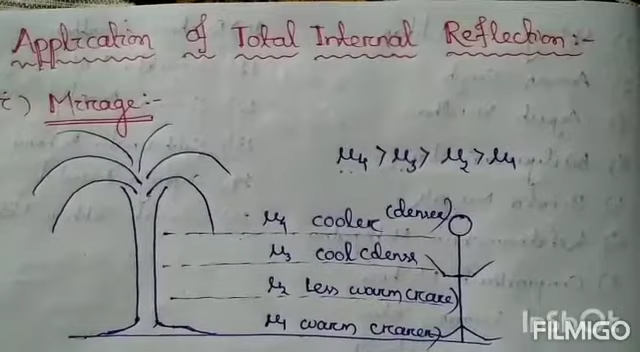 Application of Total Internal Reflection:-
i) Mirage:-
μ4 > μ3 > μ2 > μ1
μ4 cooler (denser)
μ3 cool (dense
μ2 less warm (rare)
μ1 warm (rarer)
InShOt
FILMIGO